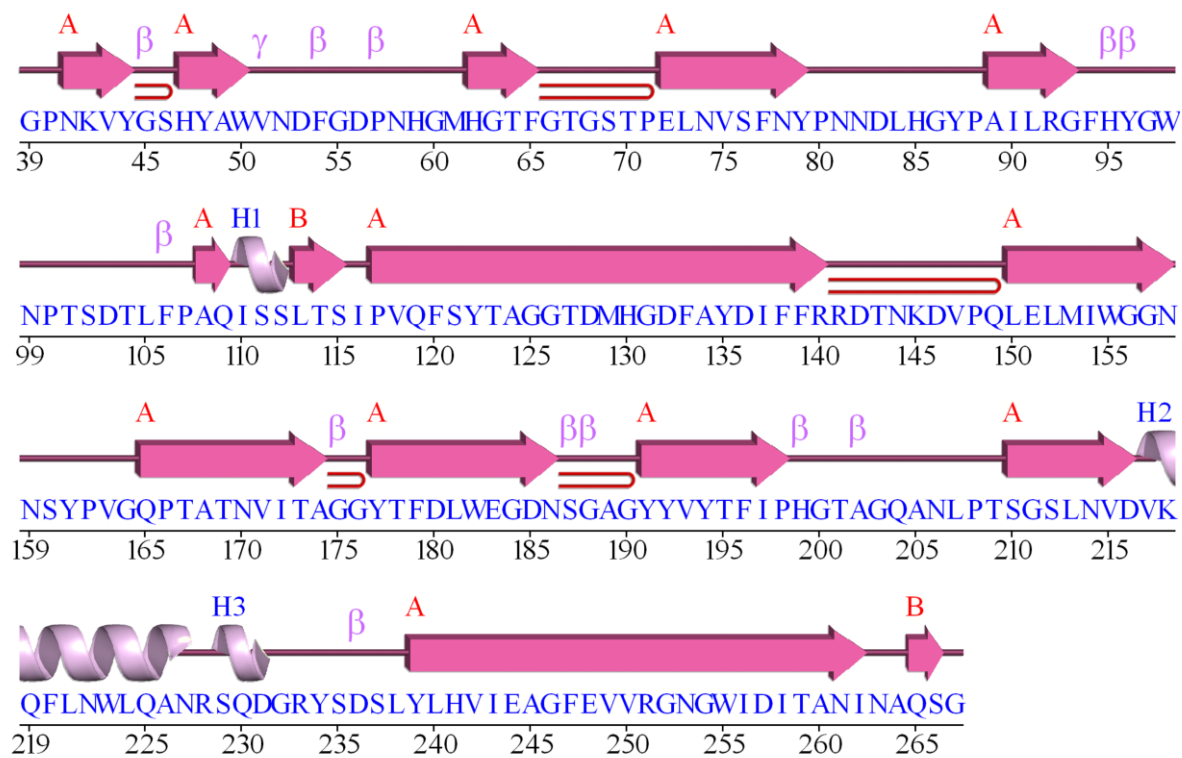 A β A γ β β A A A ββ
GPNKVYGSHYAWVNDFGDPNHGMHGTFGTGSTPELNVSFNYPNNDLHGYPAILRGFHYGW
39 45 50 55 60 65 70 75 80 85 90 95
β A H1 B A A
NPTSDTLFPAQISSLTSIPVQFSYTAGGTDMHGDFAYDIFFRRDTNKDVPQLELMIWGGN
99 105 110 115 120 125 130 135 140 145 150 155
A β A ββ A β β A H2
NSYPVGQPTATNVITAGGYTFDLWEGDNSGAGYYVYTFIPHGTAGQANLPTSGSLNVDVK
159 165 170 175 180 185 190 195 200 205 210 215
H3 β A B
QFLNWLQANRSQDGRYSDSLYLHVIEAGFEVVRGNGWIDITANINAQSG
219 225 230 235 240 245 250 255 260 265